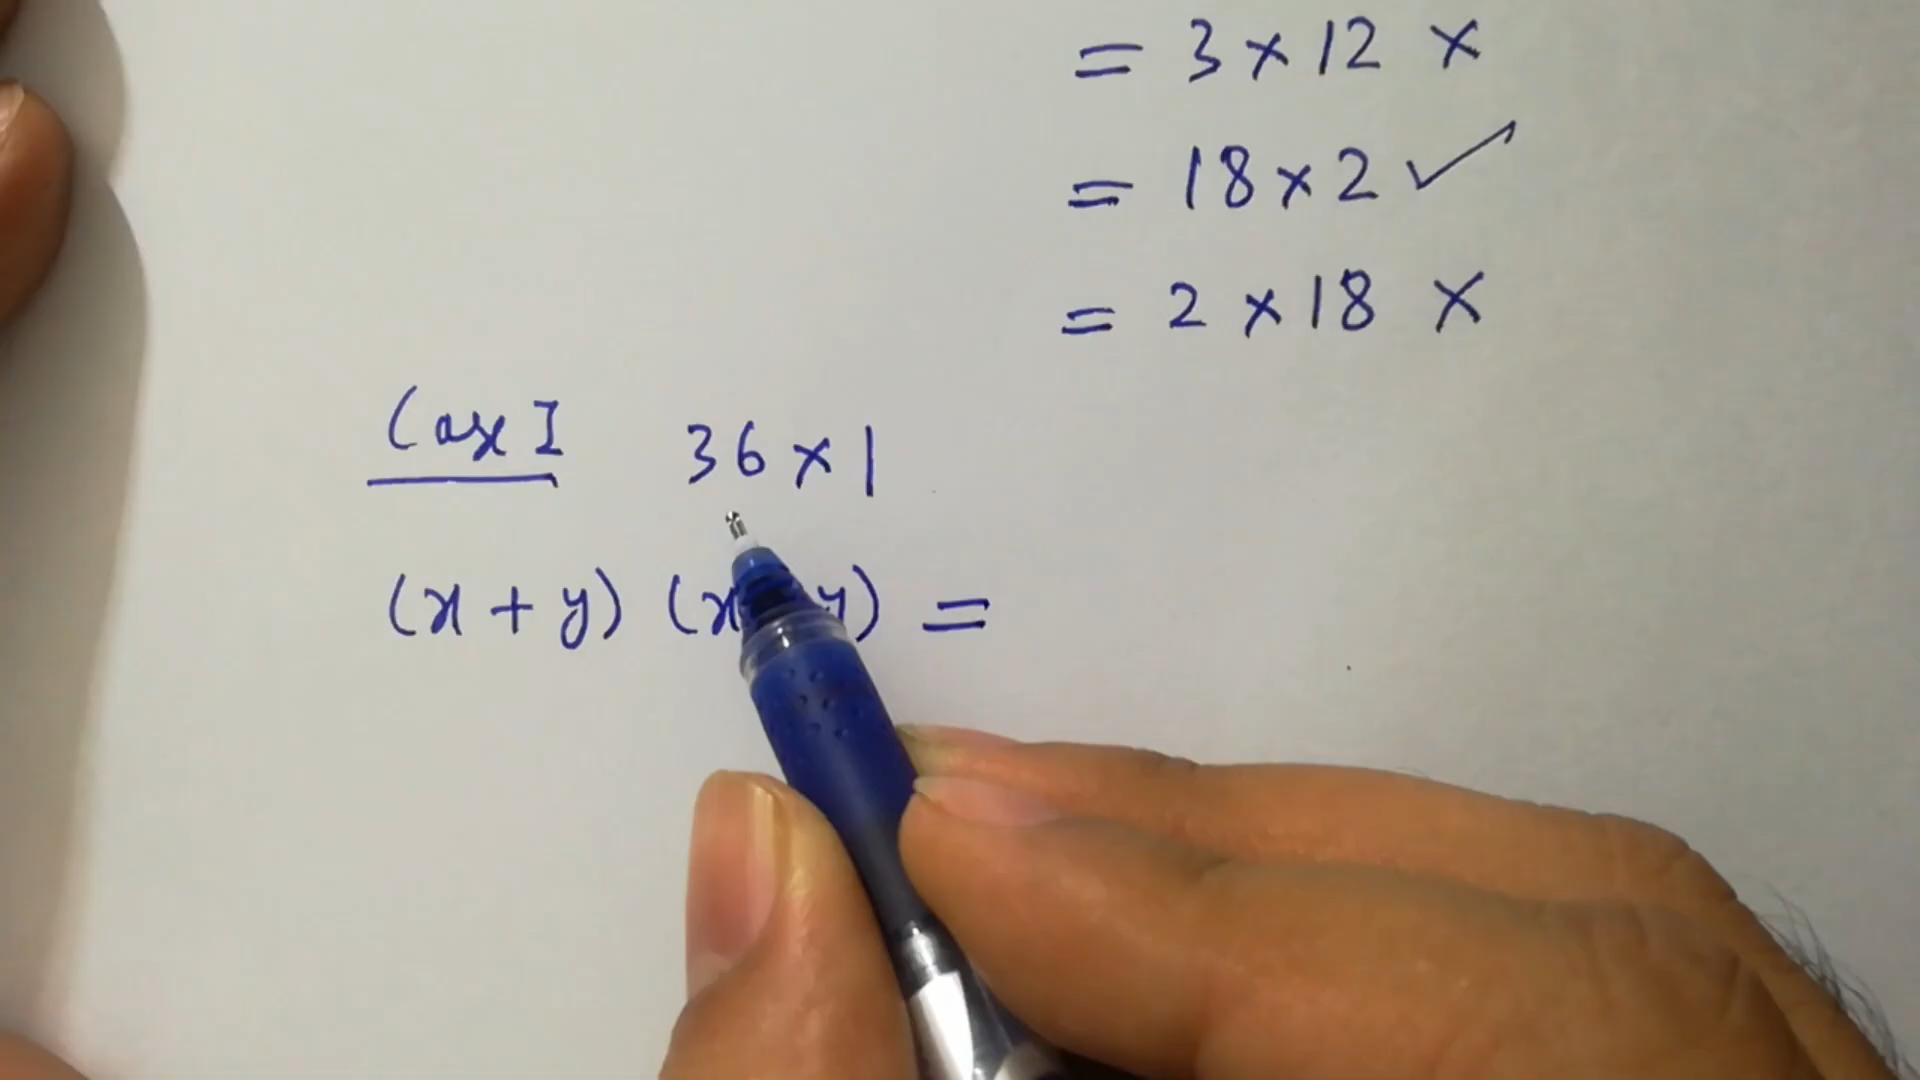 = 3 × 12 ×
= 18 × 2 ✓
= 2 × 18 ×
Case I 36 × 1
(x + y) (x y) =